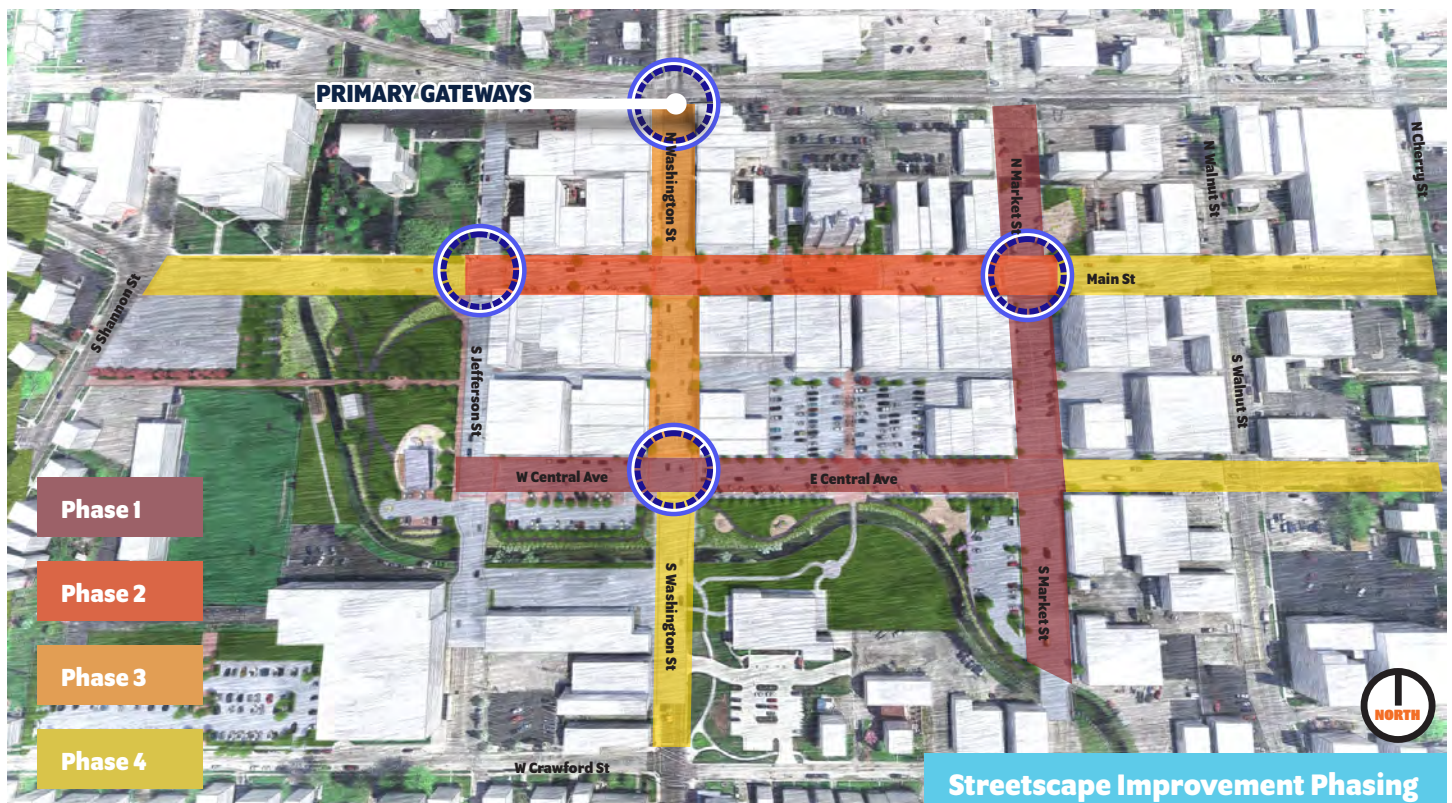 PRIMARY GATEWAYS
N Washington St
N Market St
N Walnut St
N Cherry St
Main St
S Shannon St
S Jefferson St
S Walnut St
W Central Ave
E Central Ave
Phase 1
Phase 2
Phase 3
Phase 4
S Washington St
S Market St
NORTH
W Crawford St
Streetscape Improvement Phasing